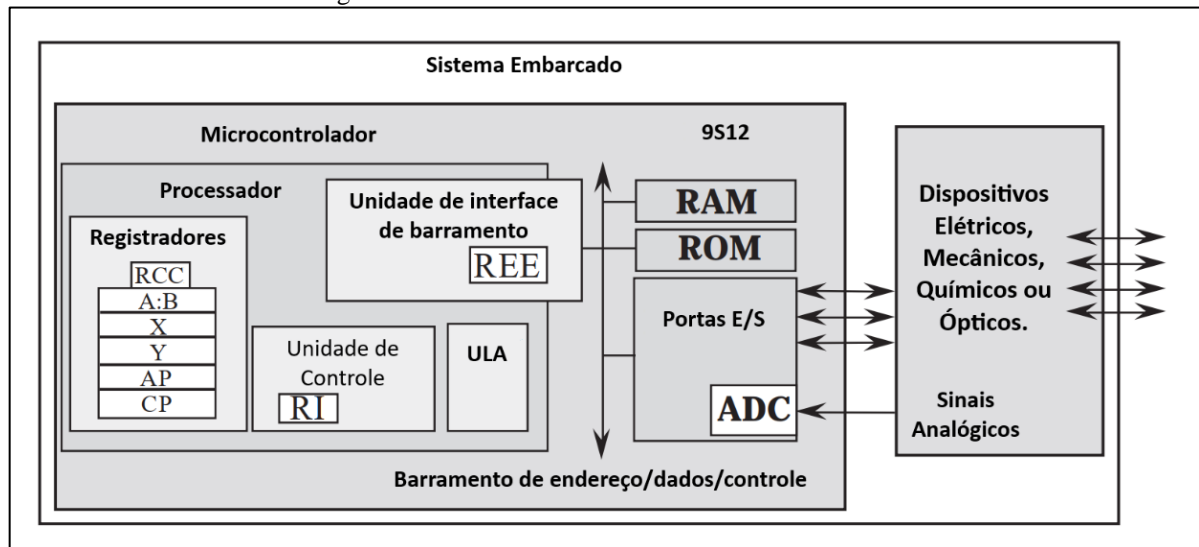 Sistema Embarcado
Microcontrolador
9S12
Processador
Registradores
RCC
A:B
X
Y
AP
CP
Unidade de interface
de barramento
REE
Unidade de
Controle
RI
ULA
RAM
ROM
Portas E/S
ADC
Barramento de endereço/dados/controle
Dispositivos
Elétricos,
Mecânicos,
Químicos ou
Ópticos.
Sinais
Analógicos